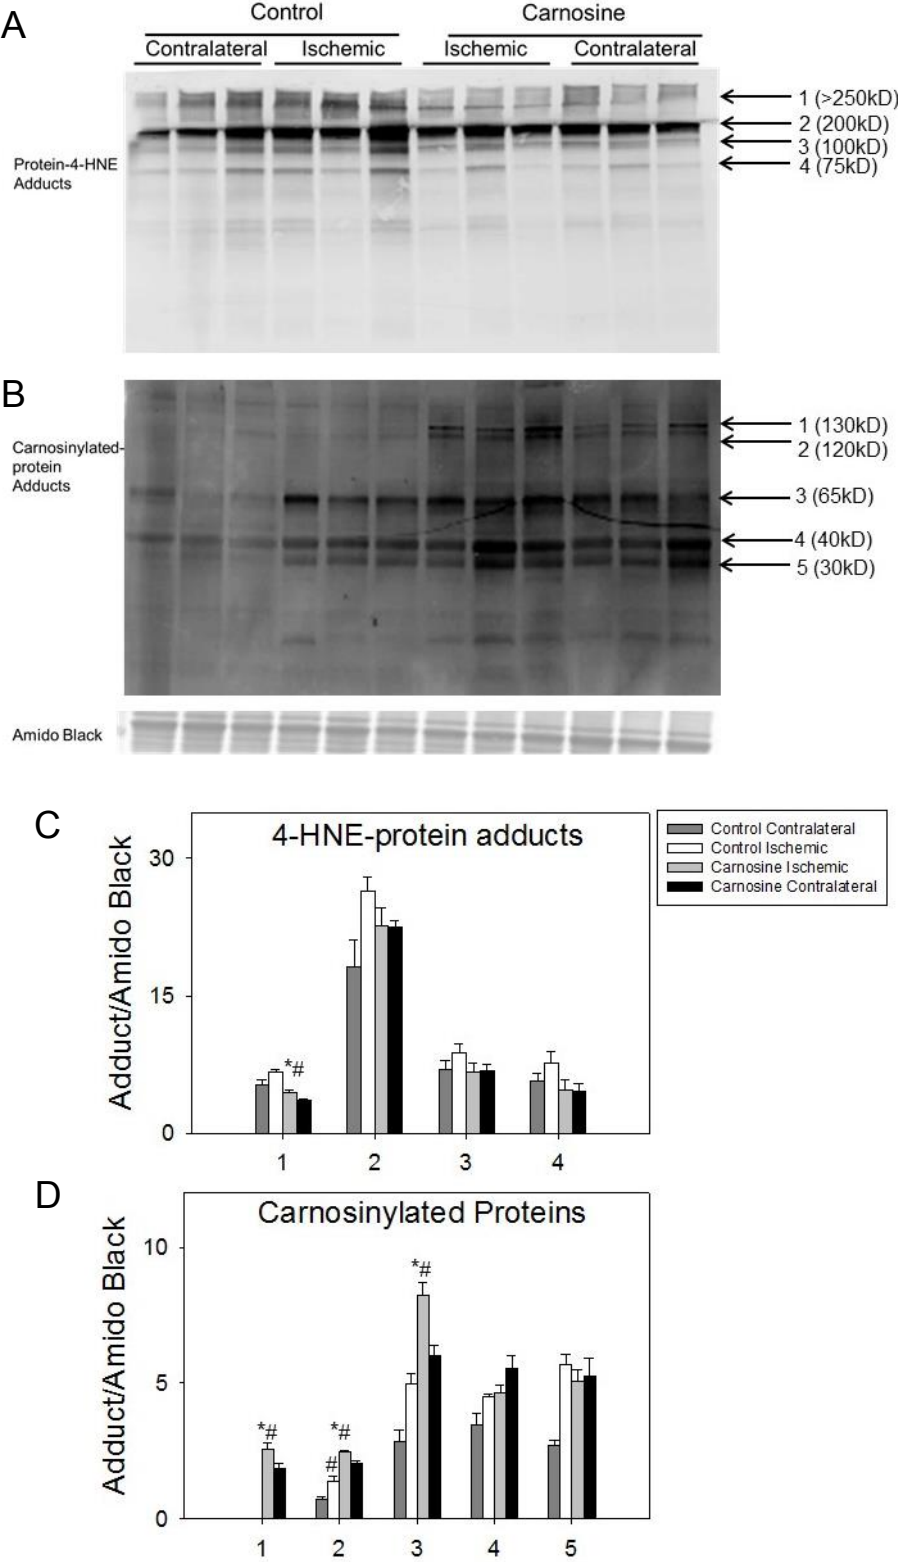 A
Control
Carnosine
Contralateral
Ischemic
Ischemic
Contralateral
Protein-4-HNE
Adducts
1 (>250kD)
2 (200kD)
3 (100kD)
4 (75kD)
B
Carnosinylated-
protein
Adducts
1 (130kD)
2 (120kD)
3 (65kD)
4 (40kD)
5 (30kD)
Amido Black
C
4-HNE-protein adducts
Adduct/Amido Black
30
15
0
*#
1
2
3
4
Control Contralateral
Control Ischemic
Carnosine Ischemic
Carnosine Contralateral
D
Carnosinylated Proteins
Adduct/Amido Black
10
5
0
*#
#
*#
*#
1
2
3
4
5